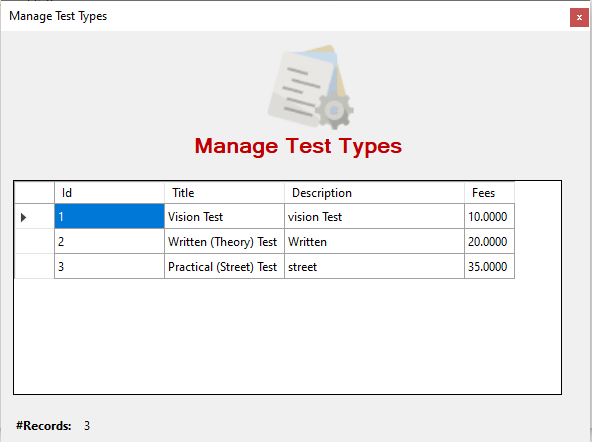 Manage Test Types
x
Manage Test Types
Id Title Description Fees
1 Vision Test vision Test 10.0000
2 Written (Theory) Test Written 20.0000
3 Practical (Street) Test street 35.0000
#Records: 3